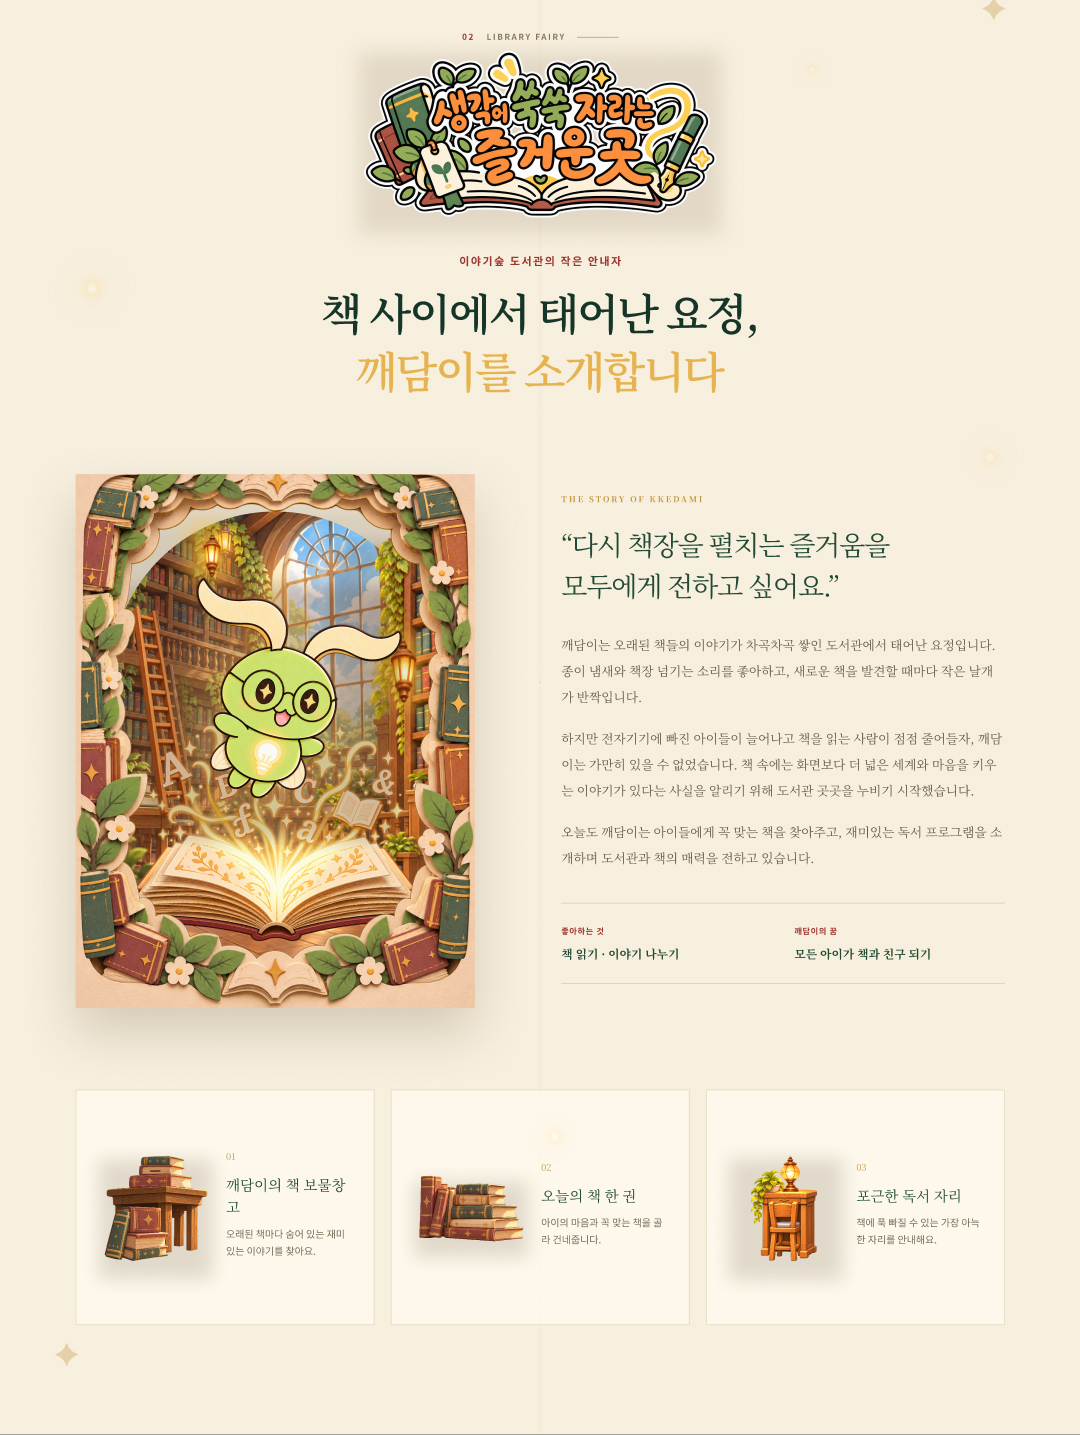 02 LIBRARY FAIRY
생각이 쑥쑥 자라는
즐거운 곳
이야기숲 도서관의 작은 안내자
책 사이에서 태어난 요정,
깨담이를 소개합니다
THE STORY OF KKEDAMI
“다시 책장을 펼치는 즐거움을
모두에게 전하고 싶어요.”
깨담이는 오래된 책들의 이야기가 차곡차곡 쌓인 도서관에서 태어난 요정입니다.
종이 냄새와 책장 넘기는 소리를 좋아하고, 새로운 책을 발견할 때마다 작은 날개
가 반짝입니다.
하지만 전자기기에 빠진 아이들이 늘어나고 책을 읽는 사람이 점점 줄어들자, 깨담
이는 가만히 있을 수 없었습니다. 책 속에는 화면보다 더 넓은 세계와 마음을 키우
는 이야기가 있다는 사실을 알리기 위해 도서관 곳곳을 누비기 시작했습니다.
오늘도 깨담이는 아이들에게 꼭 맞는 책을 찾아주고, 재미있는 독서 프로그램을 소
개하며 도서관과 책의 매력을 전하고 있습니다.
좋아하는 것
책 읽기 · 이야기 나누기
깨담이의 꿈
모든 아이가 책과 친구 되기
A B C &
f a
01
깨담이의 책 보물창
고
오래된 책마다 숨어 있는 재미
있는 이야기를 찾아요.
02
오늘의 책 한 권
아이의 마음과 꼭 맞는 책을 골
라 건네줍니다.
03
포근한 독서 자리
책에 푹 빠질 수 있는 가장 아늑
한 자리를 안내해요.